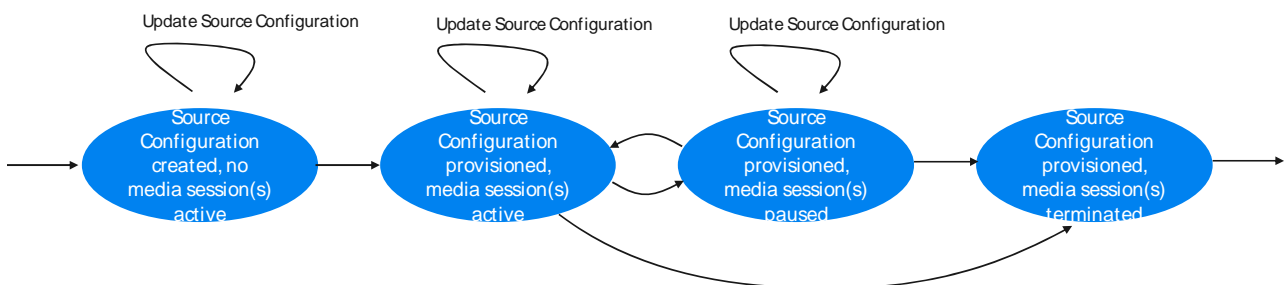 Update Source Configuration
Update Source Configuration
Update Source Configuration
Source
Configuration
created, no
media session(s)
active
Source
Configuration
provisioned,
media session(s)
active
Source
Configuration
provisioned,
media session(s)
paused
Source
Configuration
provisioned,
media session(s)
terminated